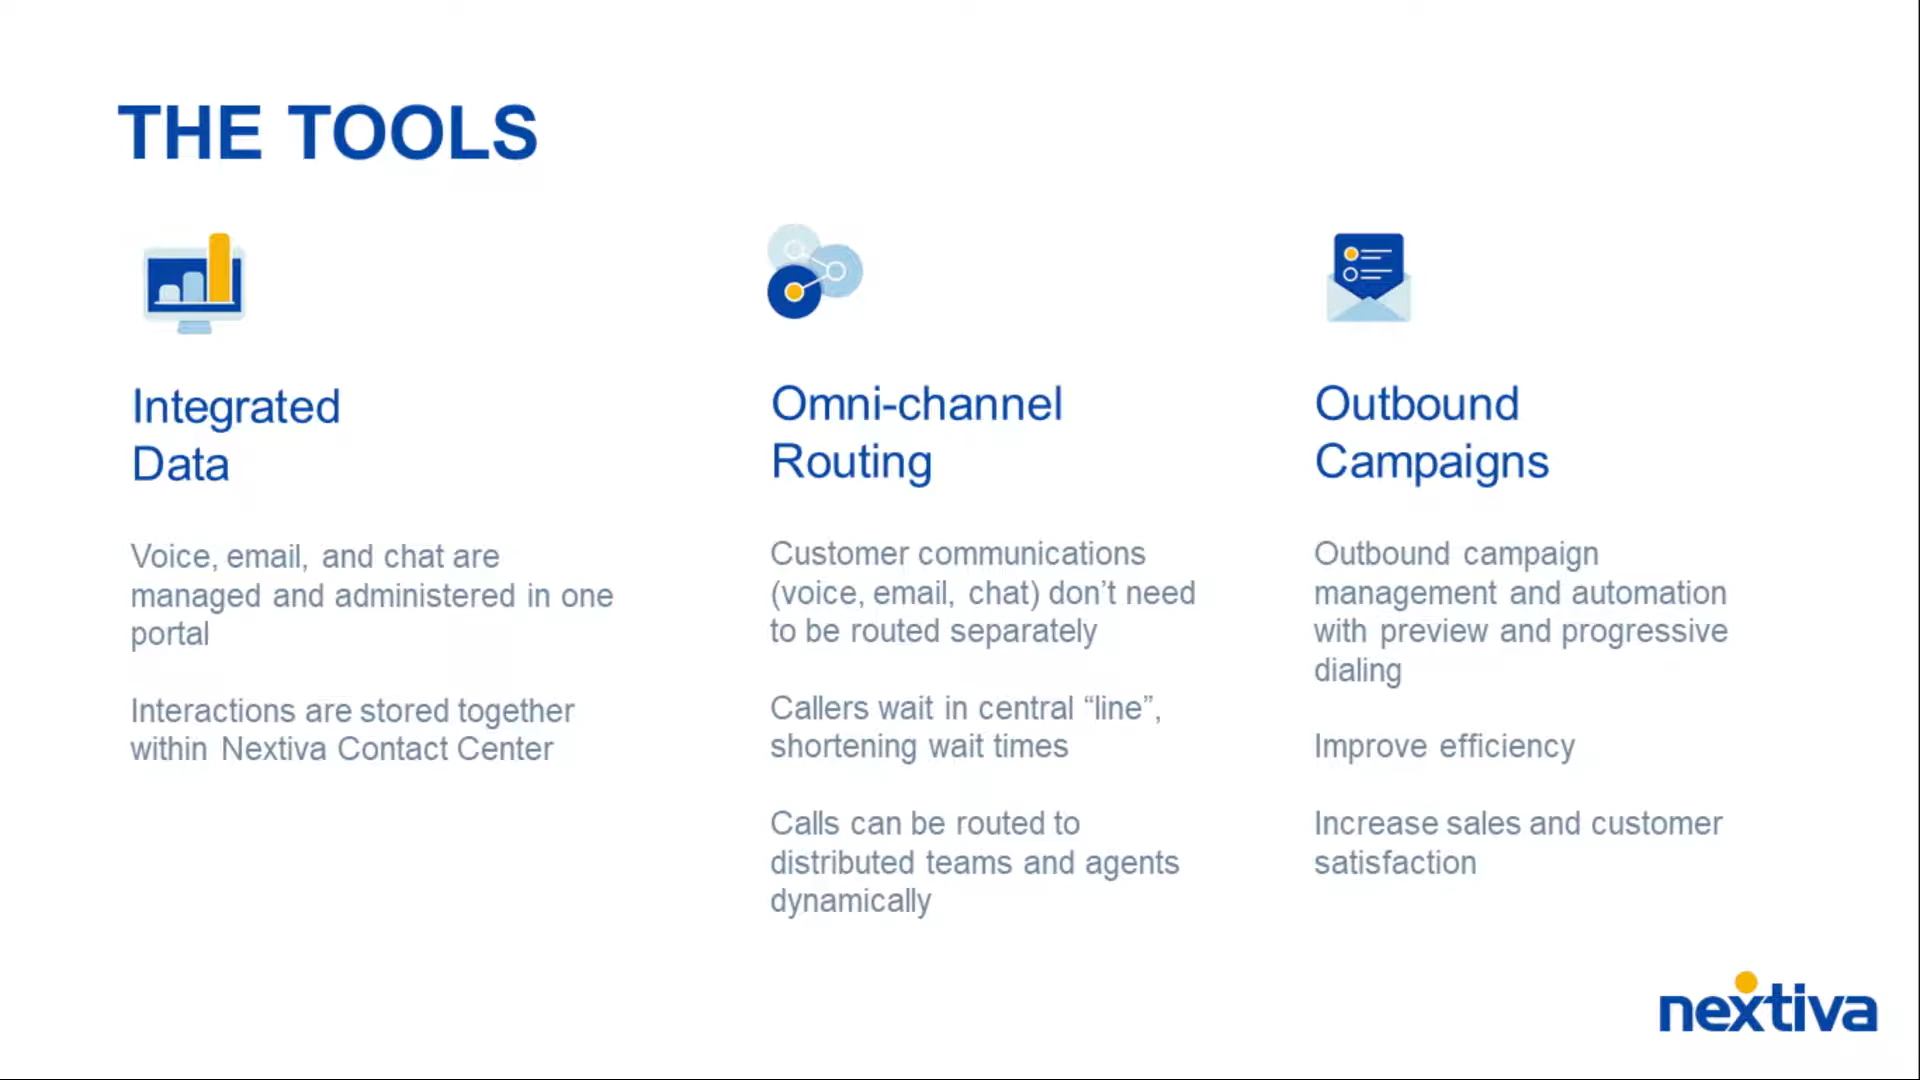 THE TOOLS
Integrated
Data
Voice, email, and chat are
managed and administered in one
portal
Interactions are stored together
within Nextiva Contact Center
Omni-channel
Routing
Customer communications
(voice, email, chat) don’t need
to be routed separately
Callers wait in central “line”,
shortening wait times
Calls can be routed to
distributed teams and agents
dynamically
Outbound
Campaigns
Outbound campaign
management and automation
with preview and progressive
dialing
Improve efficiency
Increase sales and customer
satisfaction
nextiva